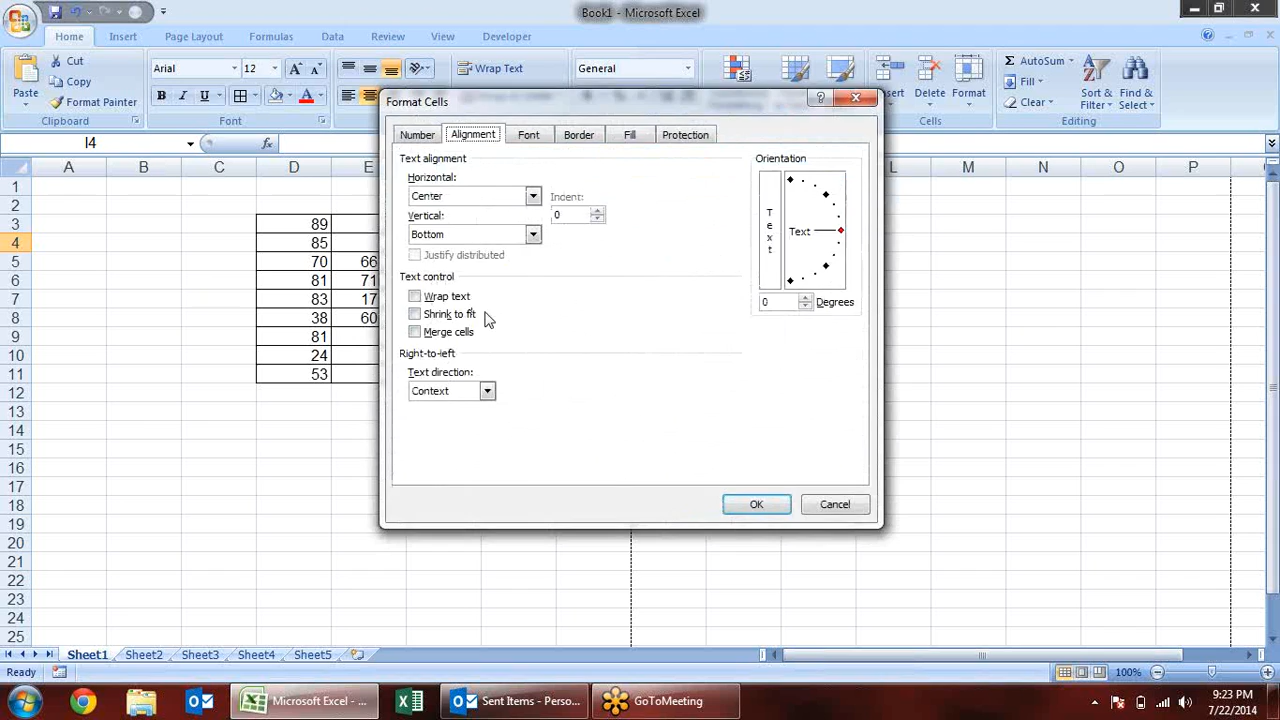 Book1 - Microsoft Excel
Home Insert Page Layout Formulas Data Review View Developer
Paste Cut Arial 12 A A Wrap Text General Format AutoSum
Copy B I U Delete Format Fill Sort & Find &
Format Painter Clear Filter Select
Clipboard Font Cells Editing
I4 fx
A B C D E L M N O P
1
2
3 89
4 85
5 70 66
6 81 71
7 83 17
8 38 60
9 81
10 24
11 53
12
13
14
15
16
17
18
19
20
21
22
23
24
25
Format Cells
Number Alignment Font Border Fill Protection
Text alignment
Horizontal:
Center
Indent:
0
Vertical:
Bottom
Justify distributed
Text control
Wrap text
Shrink to fit
Merge cells
Right-to-left
Text direction:
Context
Orientation
Text
Text
0 Degrees
OK Cancel
Sheet1 Sheet2 Sheet3 Sheet4 Sheet5
Ready 100%
Microsoft Excel - ... Sent Items - Perso... GoToMeeting 9:23 PM
7/22/2014